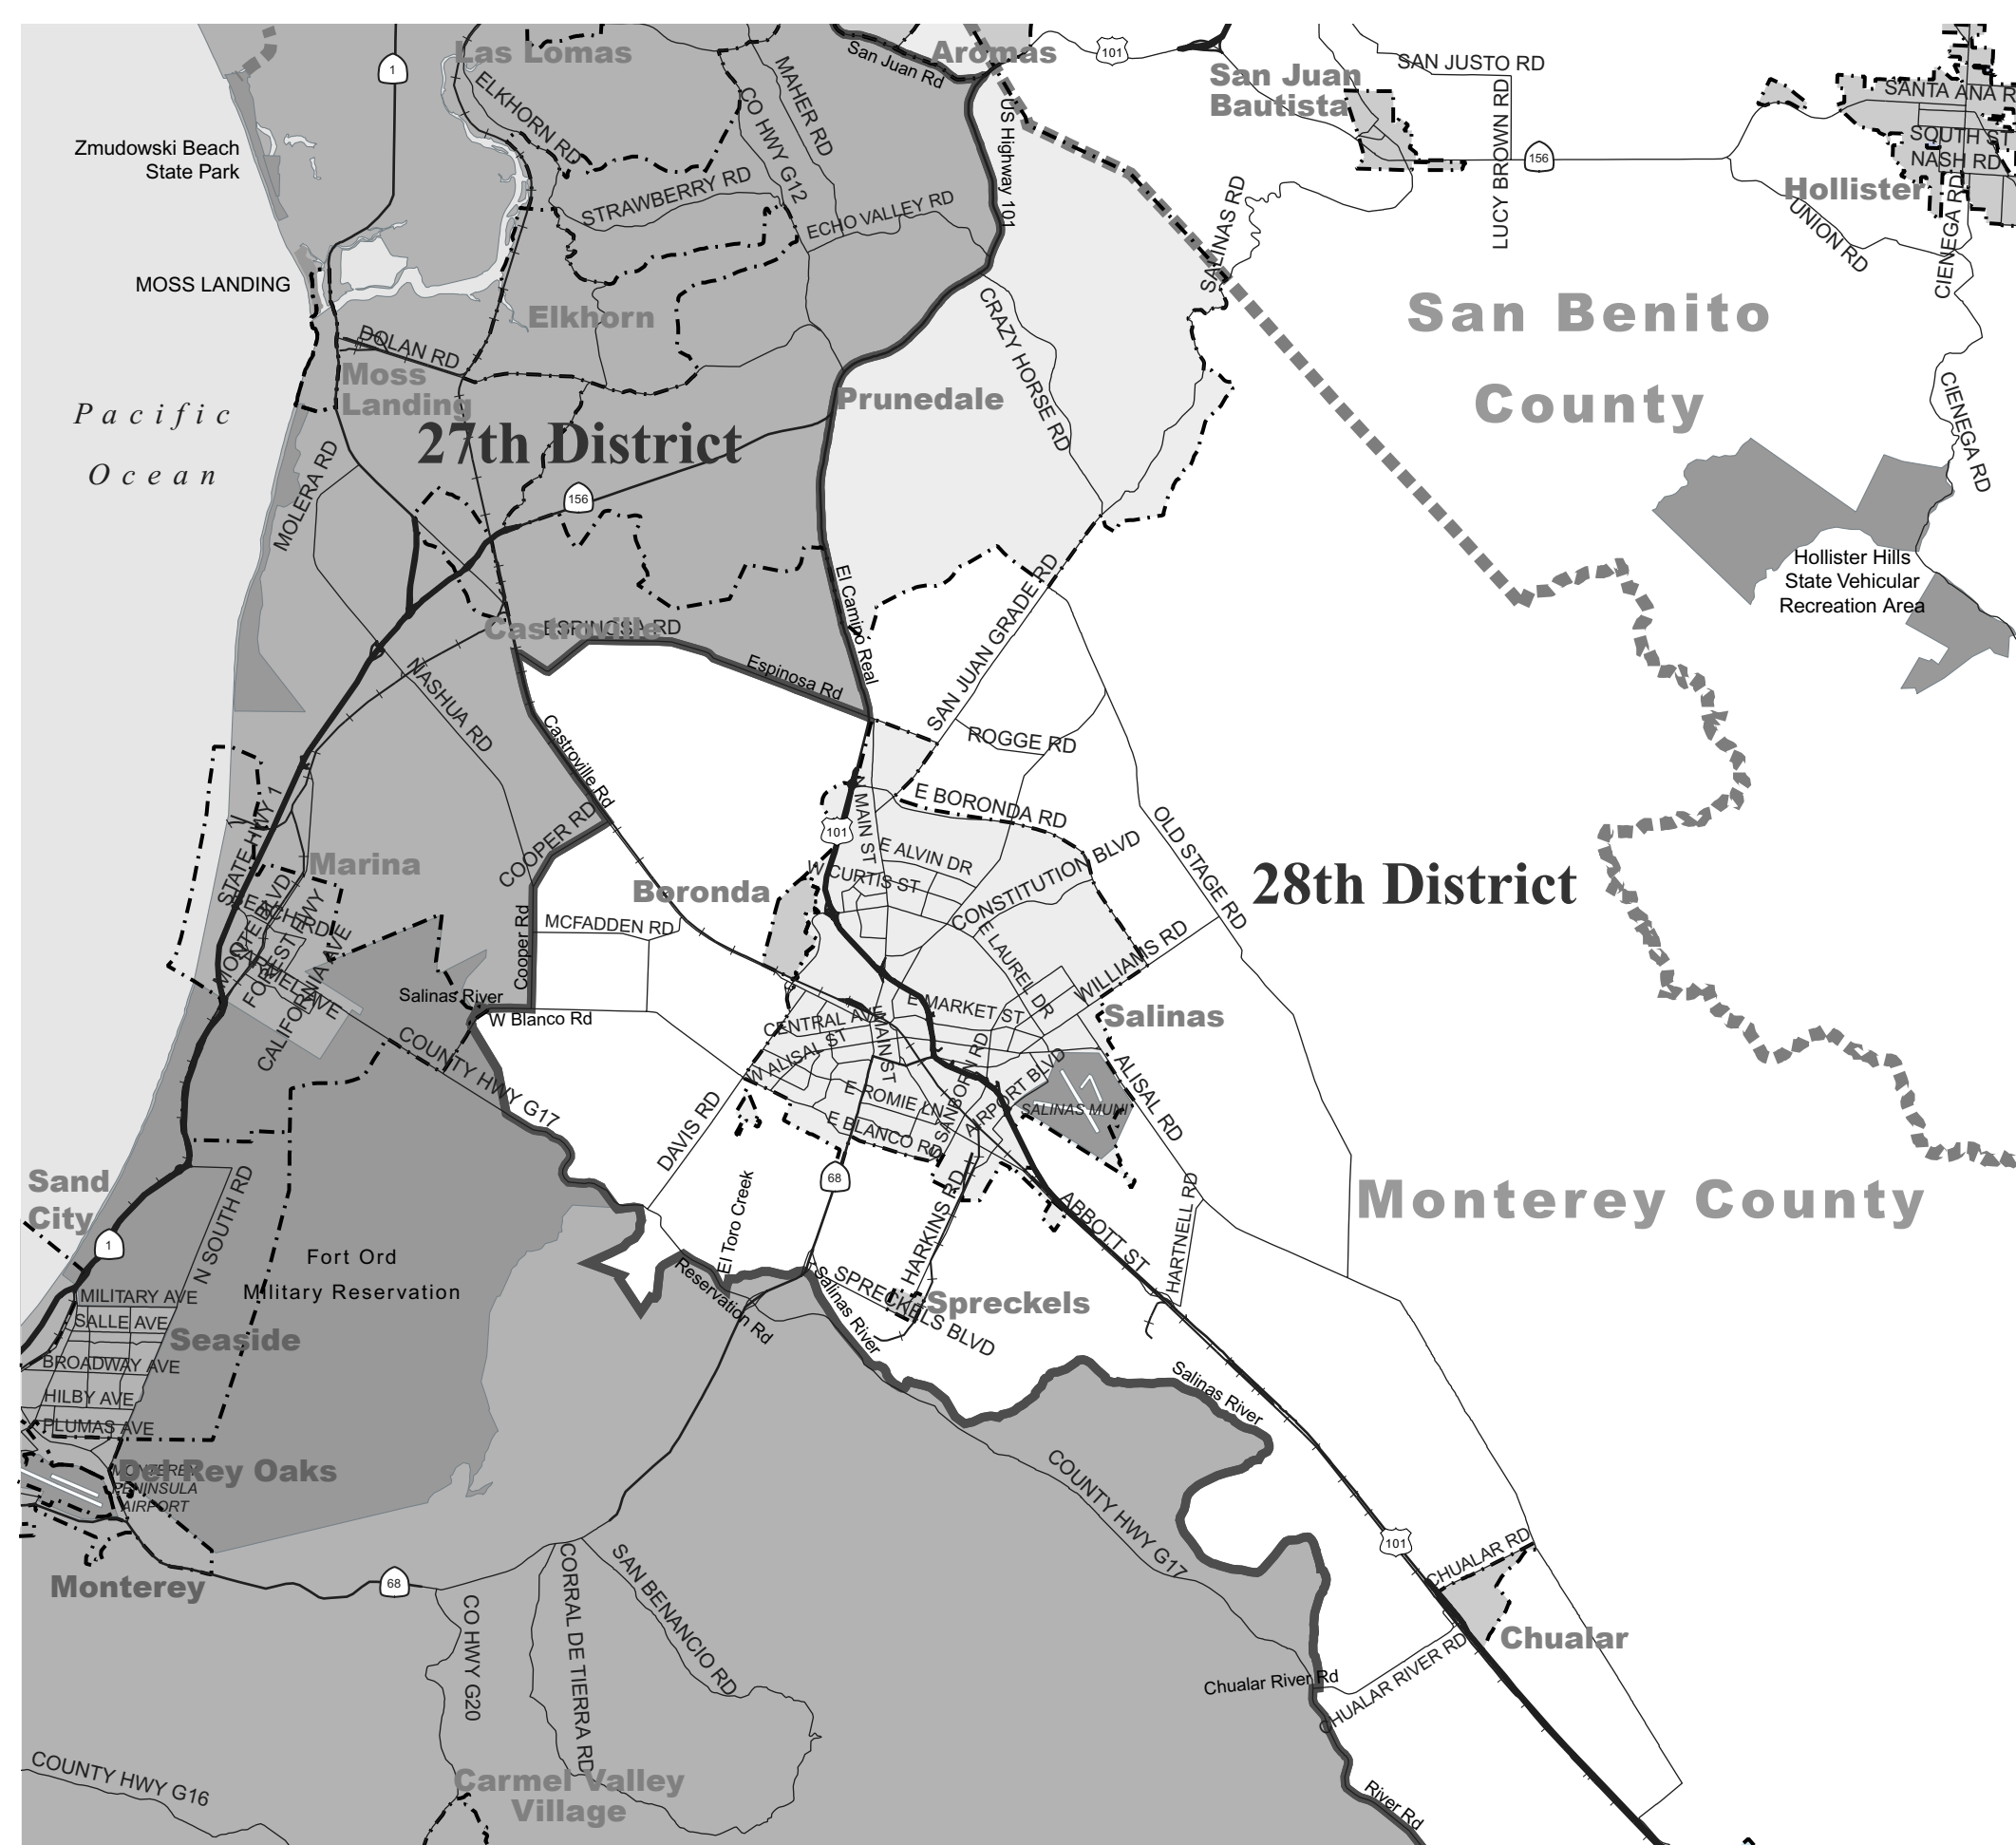 Las Lomas
Aromas
San Juan Rd
1
101
SAN JUSTO RD
San Juan
Bautista
ELKHORN RD
MAHER RD
CO HWY G12
US Highway 101
LUCY BROWN RD
156
SANTA ANA R
SOUTH ST
NASH RD
Hollister
UNION RD
CIENEGA RD
Zmudowski Beach
State Park
STRAWBERRY RD
ECHO VALLEY RD
SALINAS RD
MOSS LANDING
Elkhorn
CRAZY HORSE RD
San Benito
County
DOLAN RD
Moss
Landing
Prunedale
CIENEGA RD
Pacific
Ocean
27th District
MOLERA RD
156
Hollister Hills
State Vehicular
Recreation Area
El Camino Real
SAN JUAN GRADE RD
Castroville
ESPINOSA RD
Espinosa Rd
NASHUA RD
Castroville Rd
ROGGE RD
N MAIN ST
E BORONDA RD
101
STATE HWY 1
COOPER RD
OLD STAGE RD
E ALVIN DR
W CURTIS ST
CONSTITUTION BLVD
28th District
Marina
Boronda
BEACH RD
FOREST HWY
CALIFORNIA AVE
CARMEL AVE
Cooper Rd
MCFADDEN RD
E LAUREL DR
WILLIAMS RD
Salinas River
W Blanco Rd
COUNTY HWY G17
E MARKET ST
Salinas
CENTRAL AVE
W ALISAL ST
MAIN ST
SANBORN RD
AIRPORT BLVD
SALINAS MUNI
ALISAL RD
E ROMIE LN
E BLANCO RD
DAVIS RD
Sand
City
1
N SOUTH RD
Fort Ord
Military Reservation
El Toro Creek
68
HARKINS RD
ABBOTT ST
HARTNELL RD
Monterey County
MILITARY AVE
SALLE AVE
Seaside
BROADWAY AVE
HILBY AVE
PLUMAS AVE
Reservation Rd
Salinas River
SPRECKELS BLVD
Spreckels
Salinas River
Del Rey Oaks
MONTEREY
PENINSULA
AIRPORT
COUNTY HWY G17
101
Monterey
68
CO HWY G20
CORRAL DE TIERRA RD
SAN BENANCIO RD
CHUALAR RD
Chualar
Chualar River Rd
CHUALAR RIVER RD
COUNTY HWY G16
Carmel Valley
Village
River Rd